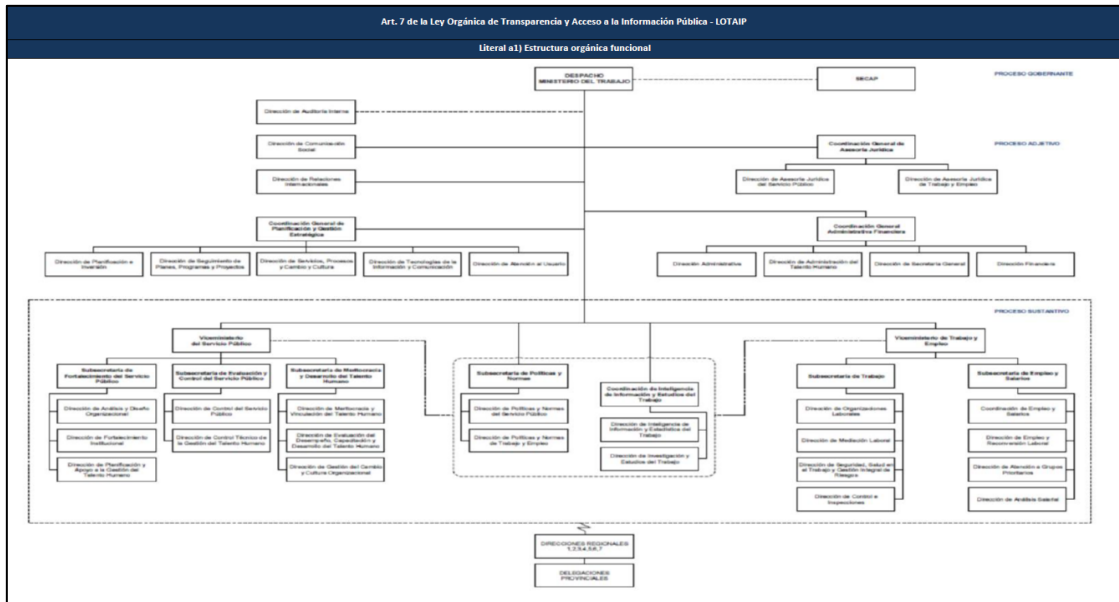 Art. 7 de la Ley Orgánica de Transparencia y Acceso a la Información Pública - LOTAIP
Literal a1) Estructura orgánica funcional
DESPACHO
MINISTERIO DEL TRABAJO
SECAP
PROCESO GOBERNANTE
Dirección de Auditoría Interna
Dirección de Comunicación
Social
Coordinación General de
Asesoría Jurídica
PROCESO ADJETIVO
Dirección de Relaciones
Internacionales
Dirección de Asesoría Jurídica
del Servicio Público
Dirección de Asesoría Jurídica
de Trabajo y Empleo
Coordinación General de
Planificación y Gestión
Estratégica
Coordinación General
Administrativa Financiera
Dirección de Planificación e
Inversión
Dirección de Seguimiento de
Planes, Programas y Proyectos
Dirección de Servicios, Procesos
y Cambio y Cultura
Dirección de Tecnologías de la
Información y Comunicación
Dirección de Atención al Usuario
Dirección Administrativa
Dirección de Administración del
Talento Humano
Dirección de Secretaría General
Dirección Financiera
PROCESO SUSTANTIVO
Viceministerio
del Servicio Público
Viceministerio de Trabajo y
Empleo
Subsecretaría de
Fortalecimiento del Servicio
Público
Subsecretaría de Evaluación y
Control del Servicio Público
Subsecretaría de Meritocracia
y Desarrollo del Talento
Humano
Subsecretaría de Políticas y
Normas
Coordinación de Inteligencia
de Información y Estudios del
Trabajo
Subsecretaría de Trabajo
Subsecretaría de Empleo y
Salarios
Dirección de Análisis y Diseño
Organizacional
Dirección de Fortalecimiento
Institucional
Dirección de Planificación y
Apoyo a la Gestión del
Talento Humano
Dirección de Control del Servicio
Público
Dirección de Control Técnico de
la Gestión del Talento Humano
Dirección de Meritocracia y
Vinculación del Talento Humano
Dirección de Evaluación del
Desempeño, Capacitación y
Desarrollo del Talento Humano
Dirección de Gestión del Cambio
y Cultura Organizacional
Dirección de Políticas y Normas
del Servicio Público
Dirección de Políticas y Normas
de Trabajo y Empleo
Dirección de Inteligencia de
Información y Estadística del
Trabajo
Dirección de Investigación y
Estudios del Trabajo
Dirección de Organizaciones
Laborales
Dirección de Mediación Laboral
Dirección de Seguridad, Salud en
el Trabajo y Gestión Integral de
Riesgos
Dirección de Control e
Inspecciones
Coordinación de Empleo y
Salarios
Dirección de Empleo y
Reconversión Laboral
Dirección de Atención a Grupos
Prioritarios
Dirección de Análisis Salarial
DIRECCIONES REGIONALES
1,2,3,4,5,6,7
DELEGACIONES
PROVINCIALES